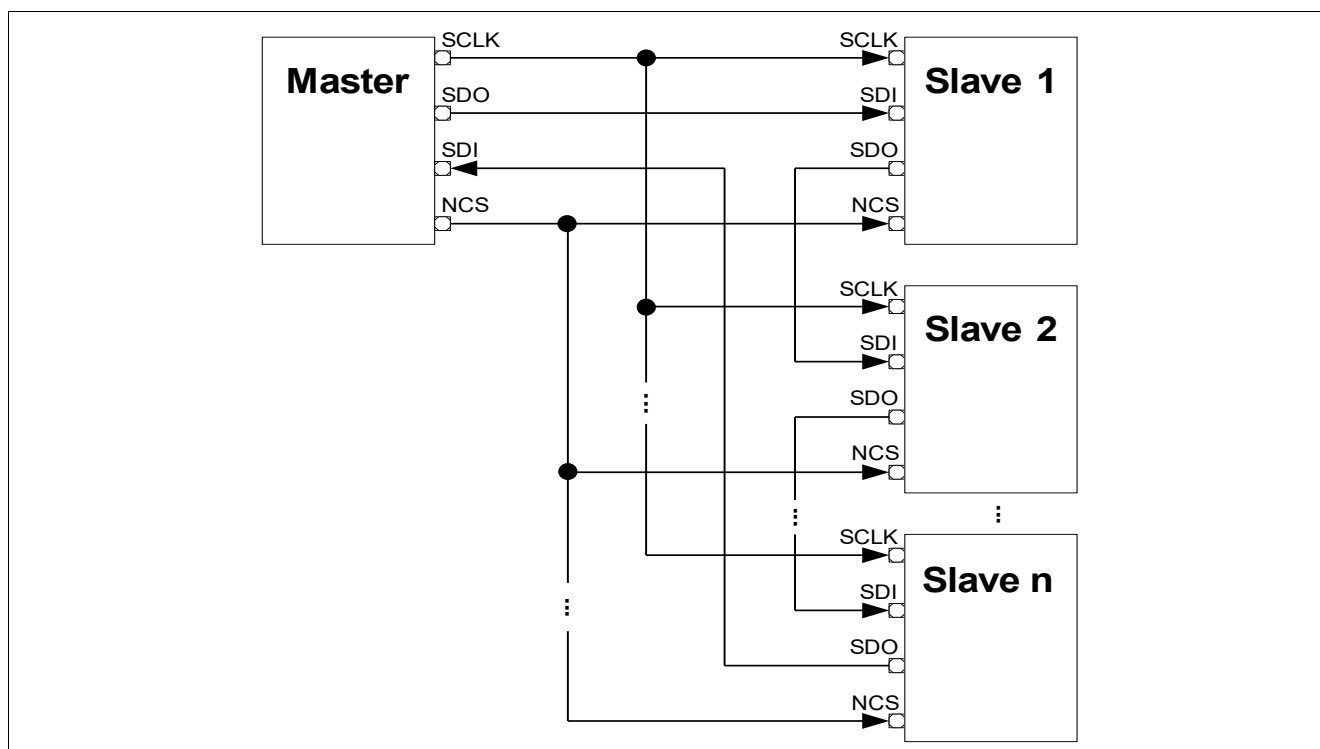 Master
SCLK
SDO
SDI
NCS
SCLK
SDI
SDO
NCS
Slave 1
SCLK
SDI
SDO
NCS
Slave 2
...
...
...
...
SCLK
SDI
SDO
NCS
Slave n